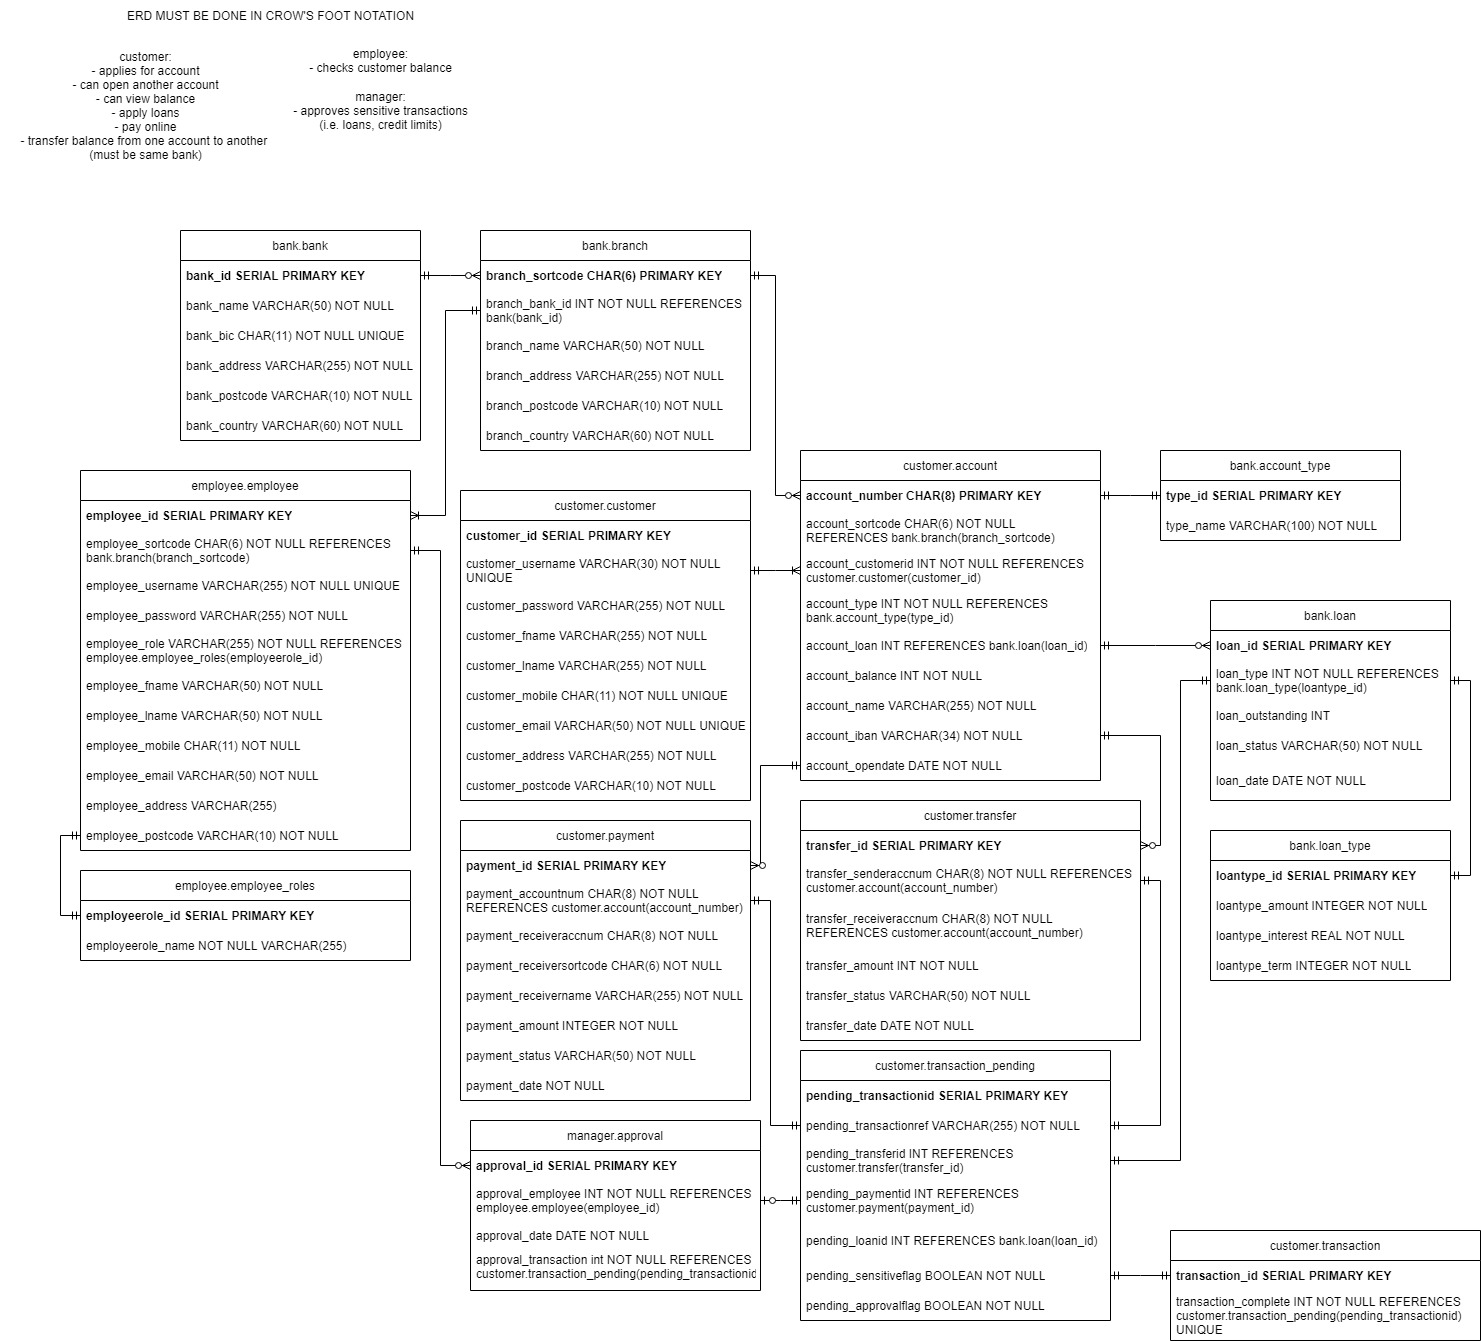 ERD MUST BE DONE IN CROW'S FOOT NOTATION
customer:
- applies for account
- can open another account
- can view balance
- apply loans
- pay online
- transfer balance from one account to another
(must be same bank)
employee:
- checks customer balance
manager:
- approves sensitive transactions
(i.e. loans, credit limits)
bank.bank
bank_id SERIAL PRIMARY KEY
bank_name VARCHAR(50) NOT NULL
bank_bic CHAR(11) NOT NULL UNIQUE
bank_address VARCHAR(255) NOT NULL
bank_postcode VARCHAR(10) NOT NULL
bank_country VARCHAR(60) NOT NULL
bank.branch
branch_sortcode CHAR(6) PRIMARY KEY
branch_bank_id INT NOT NULL REFERENCES
bank(bank_id)
branch_name VARCHAR(50) NOT NULL
branch_address VARCHAR(255) NOT NULL
branch_postcode VARCHAR(10) NOT NULL
branch_country VARCHAR(60) NOT NULL
employee.employee
employee_id SERIAL PRIMARY KEY
employee_sortcode CHAR(6) NOT NULL REFERENCES
bank.branch(branch_sortcode)
employee_username VARCHAR(255) NOT NULL UNIQUE
employee_password VARCHAR(255) NOT NULL
employee_role VARCHAR(255) NOT NULL REFERENCES
employee.employee_roles(employeerole_id)
employee_fname VARCHAR(50) NOT NULL
employee_lname VARCHAR(50) NOT NULL
employee_mobile CHAR(11) NOT NULL
employee_email VARCHAR(50) NOT NULL
employee_address VARCHAR(255)
employee_postcode VARCHAR(10) NOT NULL
employee.employee_roles
employeerole_id SERIAL PRIMARY KEY
employeerole_name NOT NULL VARCHAR(255)
customer.customer
customer_id SERIAL PRIMARY KEY
customer_username VARCHAR(30) NOT NULL
UNIQUE
customer_password VARCHAR(255) NOT NULL
customer_fname VARCHAR(255) NOT NULL
customer_lname VARCHAR(255) NOT NULL
customer_mobile CHAR(11) NOT NULL UNIQUE
customer_email VARCHAR(50) NOT NULL UNIQUE
customer_address VARCHAR(255) NOT NULL
customer_postcode VARCHAR(10) NOT NULL
customer.account
account_number CHAR(8) PRIMARY KEY
account_sortcode CHAR(6) NOT NULL
REFERENCES bank.branch(branch_sortcode)
account_customerid INT NOT NULL REFERENCES
customer.customer(customer_id)
account_type INT NOT NULL REFERENCES
bank.account_type(type_id)
account_loan INT REFERENCES bank.loan(loan_id)
account_balance INT NOT NULL
account_name VARCHAR(255) NOT NULL
account_iban VARCHAR(34) NOT NULL
account_opendate DATE NOT NULL
bank.account_type
type_id SERIAL PRIMARY KEY
type_name VARCHAR(100) NOT NULL
bank.loan
loan_id SERIAL PRIMARY KEY
loan_type INT NOT NULL REFERENCES
bank.loan_type(loantype_id)
loan_outstanding INT
loan_status VARCHAR(50) NOT NULL
loan_date DATE NOT NULL
bank.loan_type
loantype_id SERIAL PRIMARY KEY
loantype_amount INTEGER NOT NULL
loantype_interest REAL NOT NULL
loantype_term INTEGER NOT NULL
customer.payment
payment_id SERIAL PRIMARY KEY
payment_accountnum CHAR(8) NOT NULL
REFERENCES customer.account(account_number)
payment_receiveraccnum CHAR(8) NOT NULL
payment_receiversortcode CHAR(6) NOT NULL
payment_receivername VARCHAR(255) NOT NULL
payment_amount INTEGER NOT NULL
payment_status VARCHAR(50) NOT NULL
payment_date NOT NULL
customer.transfer
transfer_id SERIAL PRIMARY KEY
transfer_senderaccnum CHAR(8) NOT NULL REFERENCES
customer.account(account_number)
transfer_receiveraccnum CHAR(8) NOT NULL
REFERENCES customer.account(account_number)
transfer_amount INT NOT NULL
transfer_status VARCHAR(50) NOT NULL
transfer_date DATE NOT NULL
customer.transaction_pending
pending_transactionid SERIAL PRIMARY KEY
pending_transactionref VARCHAR(255) NOT NULL
pending_transferid INT REFERENCES
customer.transfer(transfer_id)
pending_paymentid INT REFERENCES
customer.payment(payment_id)
pending_loanid INT REFERENCES bank.loan(loan_id)
pending_sensitiveflag BOOLEAN NOT NULL
pending_approvalflag BOOLEAN NOT NULL
manager.approval
approval_id SERIAL PRIMARY KEY
approval_employee INT NOT NULL REFERENCES
employee.employee(employee_id)
approval_date DATE NOT NULL
approval_transaction int NOT NULL REFERENCES
customer.transaction_pending(pending_transactionid
customer.transaction
transaction_id SERIAL PRIMARY KEY
transaction_complete INT NOT NULL REFERENCES
customer.transaction_pending(pending_transactionid)
UNIQUE